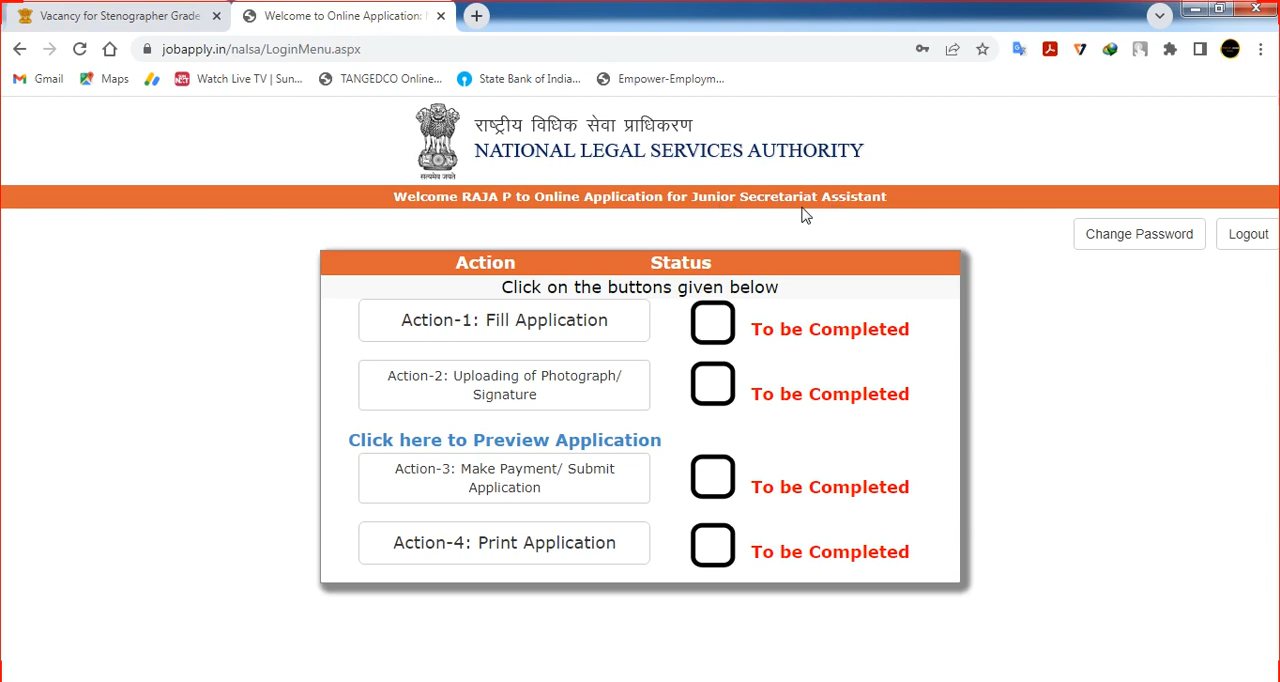 Vacancy for Stenographer Grade
Welcome to Online Application:
jobapply.in/nalsa/LoginMenu.aspx
Gmail
Maps
Watch Live TV | Sun...
TANGEDCO Online...
State Bank of India...
Empower-Employm...
राष्ट्रीय विधिक सेवा प्राधिकरण
NATIONAL LEGAL SERVICES AUTHORITY
सत्यमेव जयते
Welcome RAJA P to Online Application for Junior Secretariat Assistant
Change Password
Logout
Action Status
Click on the buttons given below
Action-1: Fill Application
To be Completed
Action-2: Uploading of Photograph/
Signature
To be Completed
Click here to Preview Application
Action-3: Make Payment/ Submit
Application
To be Completed
Action-4: Print Application
To be Completed